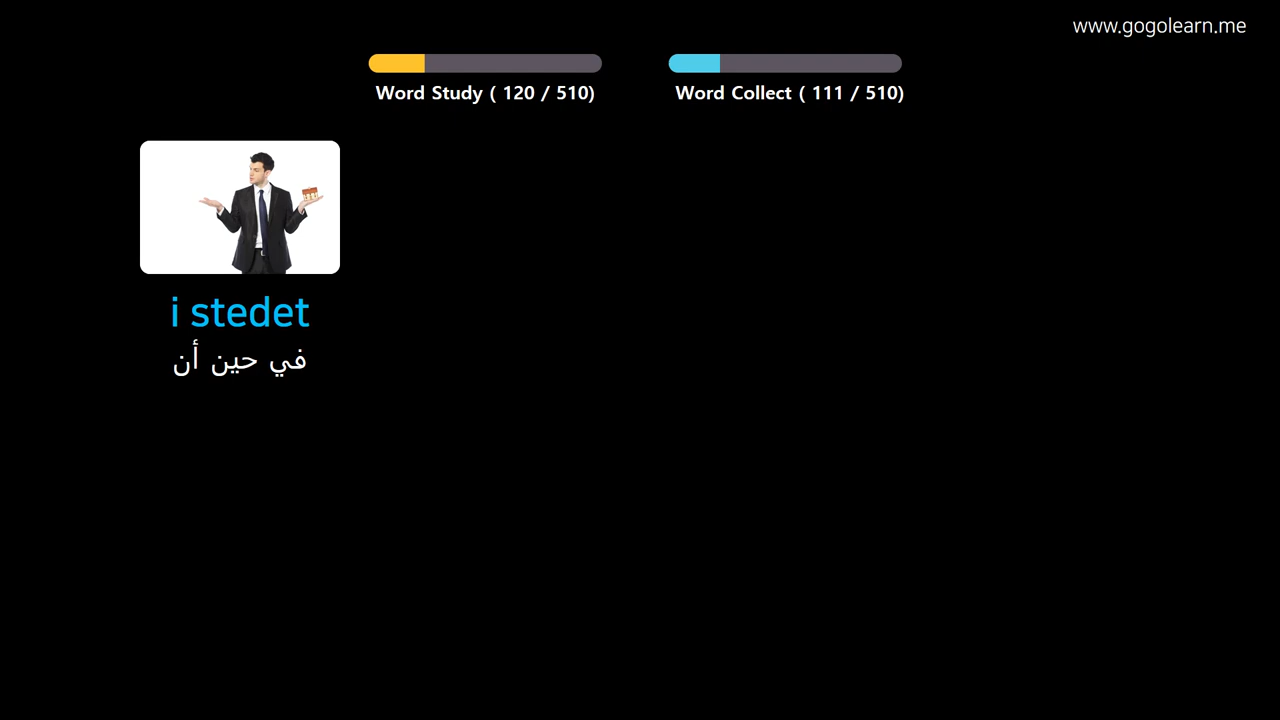 www.gogolearn.me
Word Study ( 120 / 510)
Word Collect ( 111 / 510)
i stedet
في حين أن